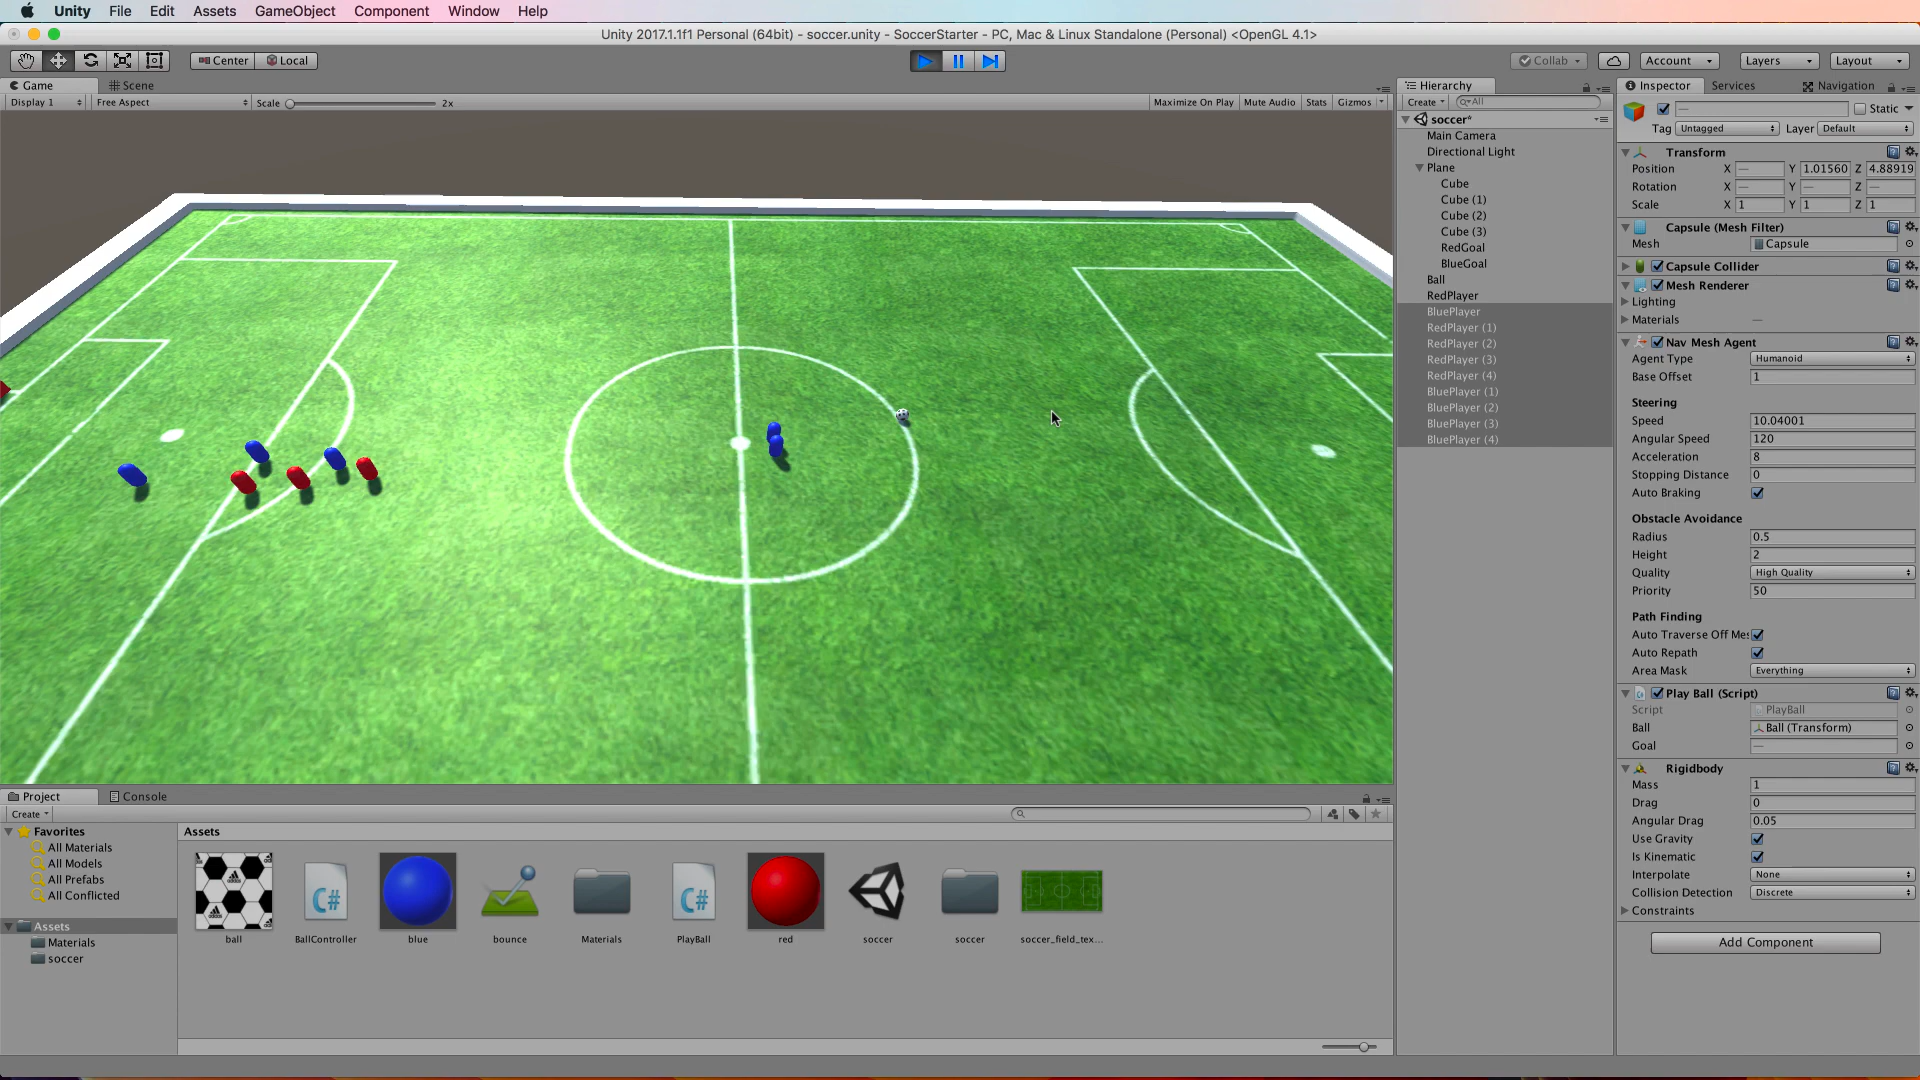 Unity File Edit Assets GameObject Component Window Help
Unity 2017.1.1f1 Personal (64bit) - soccer.unity - SoccerStarter - PC, Mac & Linux Standalone (Personal) <OpenGL 4.1>
Center Local Collab Account Layers Layout
Game Scene
Display 1 Free Aspect Scale 2x Maximize On Play Mute Audio Stats Gizmos
Hierarchy
Create All
soccer*
Main Camera
Directional Light
Plane
Cube
Cube (1)
Cube (2)
Cube (3)
RedGoal
BlueGoal
Ball
RedPlayer
BluePlayer
RedPlayer (1)
RedPlayer (2)
RedPlayer (3)
RedPlayer (4)
BluePlayer (1)
BluePlayer (2)
BluePlayer (3)
BluePlayer (4)
Inspector Services Navigation
— Static
Tag Untagged Layer Default
Transform
Position X — Y 1.01560 Z 4.88919
Rotation X — Y — Z —
Scale X 1 Y 1 Z 1
Capsule (Mesh Filter)
Mesh Capsule
Capsule Collider
Mesh Renderer
Lighting
Materials —
Nav Mesh Agent
Agent Type Humanoid
Base Offset 1
Steering
Speed 10.04001
Angular Speed 120
Acceleration 8
Stopping Distance 0
Auto Braking
Obstacle Avoidance
Radius 0.5
Height 2
Quality High Quality
Priority 50
Path Finding
Auto Traverse Off Mes
Auto Repath
Area Mask Everything
Play Ball (Script)
Script PlayBall
Ball Ball (Transform)
Goal —
Rigidbody
Mass 1
Drag 0
Angular Drag 0.05
Use Gravity
Is Kinematic
Interpolate None
Collision Detection Discrete
Constraints
Add Component
Project Console
Create
Favorites
All Materials
All Models
All Prefabs
All Conflicted
Assets
Materials
soccer
Assets
C# C#
ball BallController blue bounce Materials PlayBall red soccer soccer soccer_field_tex...